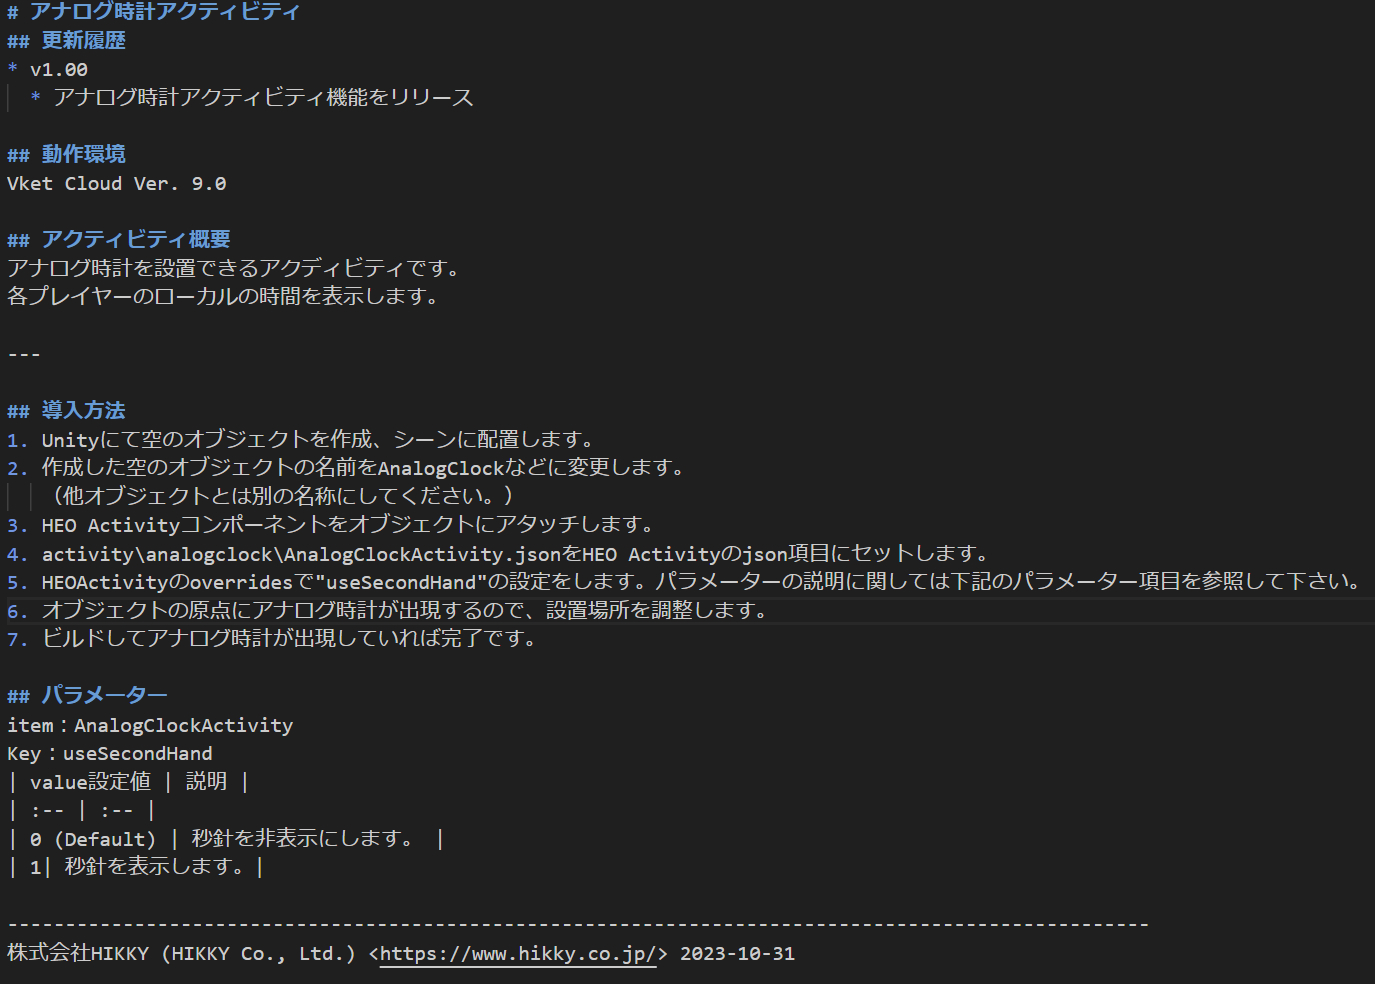 # アナログ時計アクティビティ
## 更新履歴
* v1.00
* アナログ時計アクティビティ機能をリリース
## 動作環境
Vket Cloud Ver. 9.0
## アクティビティ概要
アナログ時計を設置できるアクディビティです。
各プレイヤーのローカルの時間を表示します。
---
## 導入方法
1. Unityにて空のオブジェクトを作成、シーンに配置します。
2. 作成した空のオブジェクトの名前をAnalogClockなどに変更します。
（他オブジェクトとは別の名称にしてください。）
3. HEO Activityコンポーネントをオブジェクトにアタッチします。
4. activity\analogclock\AnalogClockActivity.jsonをHEO Activityのjson項目にセットします。
5. HEOActivityのoverridesで"useSecondHand"の設定をします。パラメーターの説明に関しては下記のパラメーター項目を参照して下さい。
6. オブジェクトの原点にアナログ時計が出現するので、設置場所を調整します。
7. ビルドしてアナログ時計が出現していれば完了です。
## パラメーター
item：AnalogClockActivity
Key：useSecondHand
| value設定値 | 説明 |
| :-- | :-- |
| 0 (Default) | 秒針を非表示にします。 |
| 1| 秒針を表示します。|
---------------------------------------------------------------------------------------------------
株式会社HIKKY (HIKKY Co., Ltd.) <https://www.hikky.co.jp/> 2023-10-31